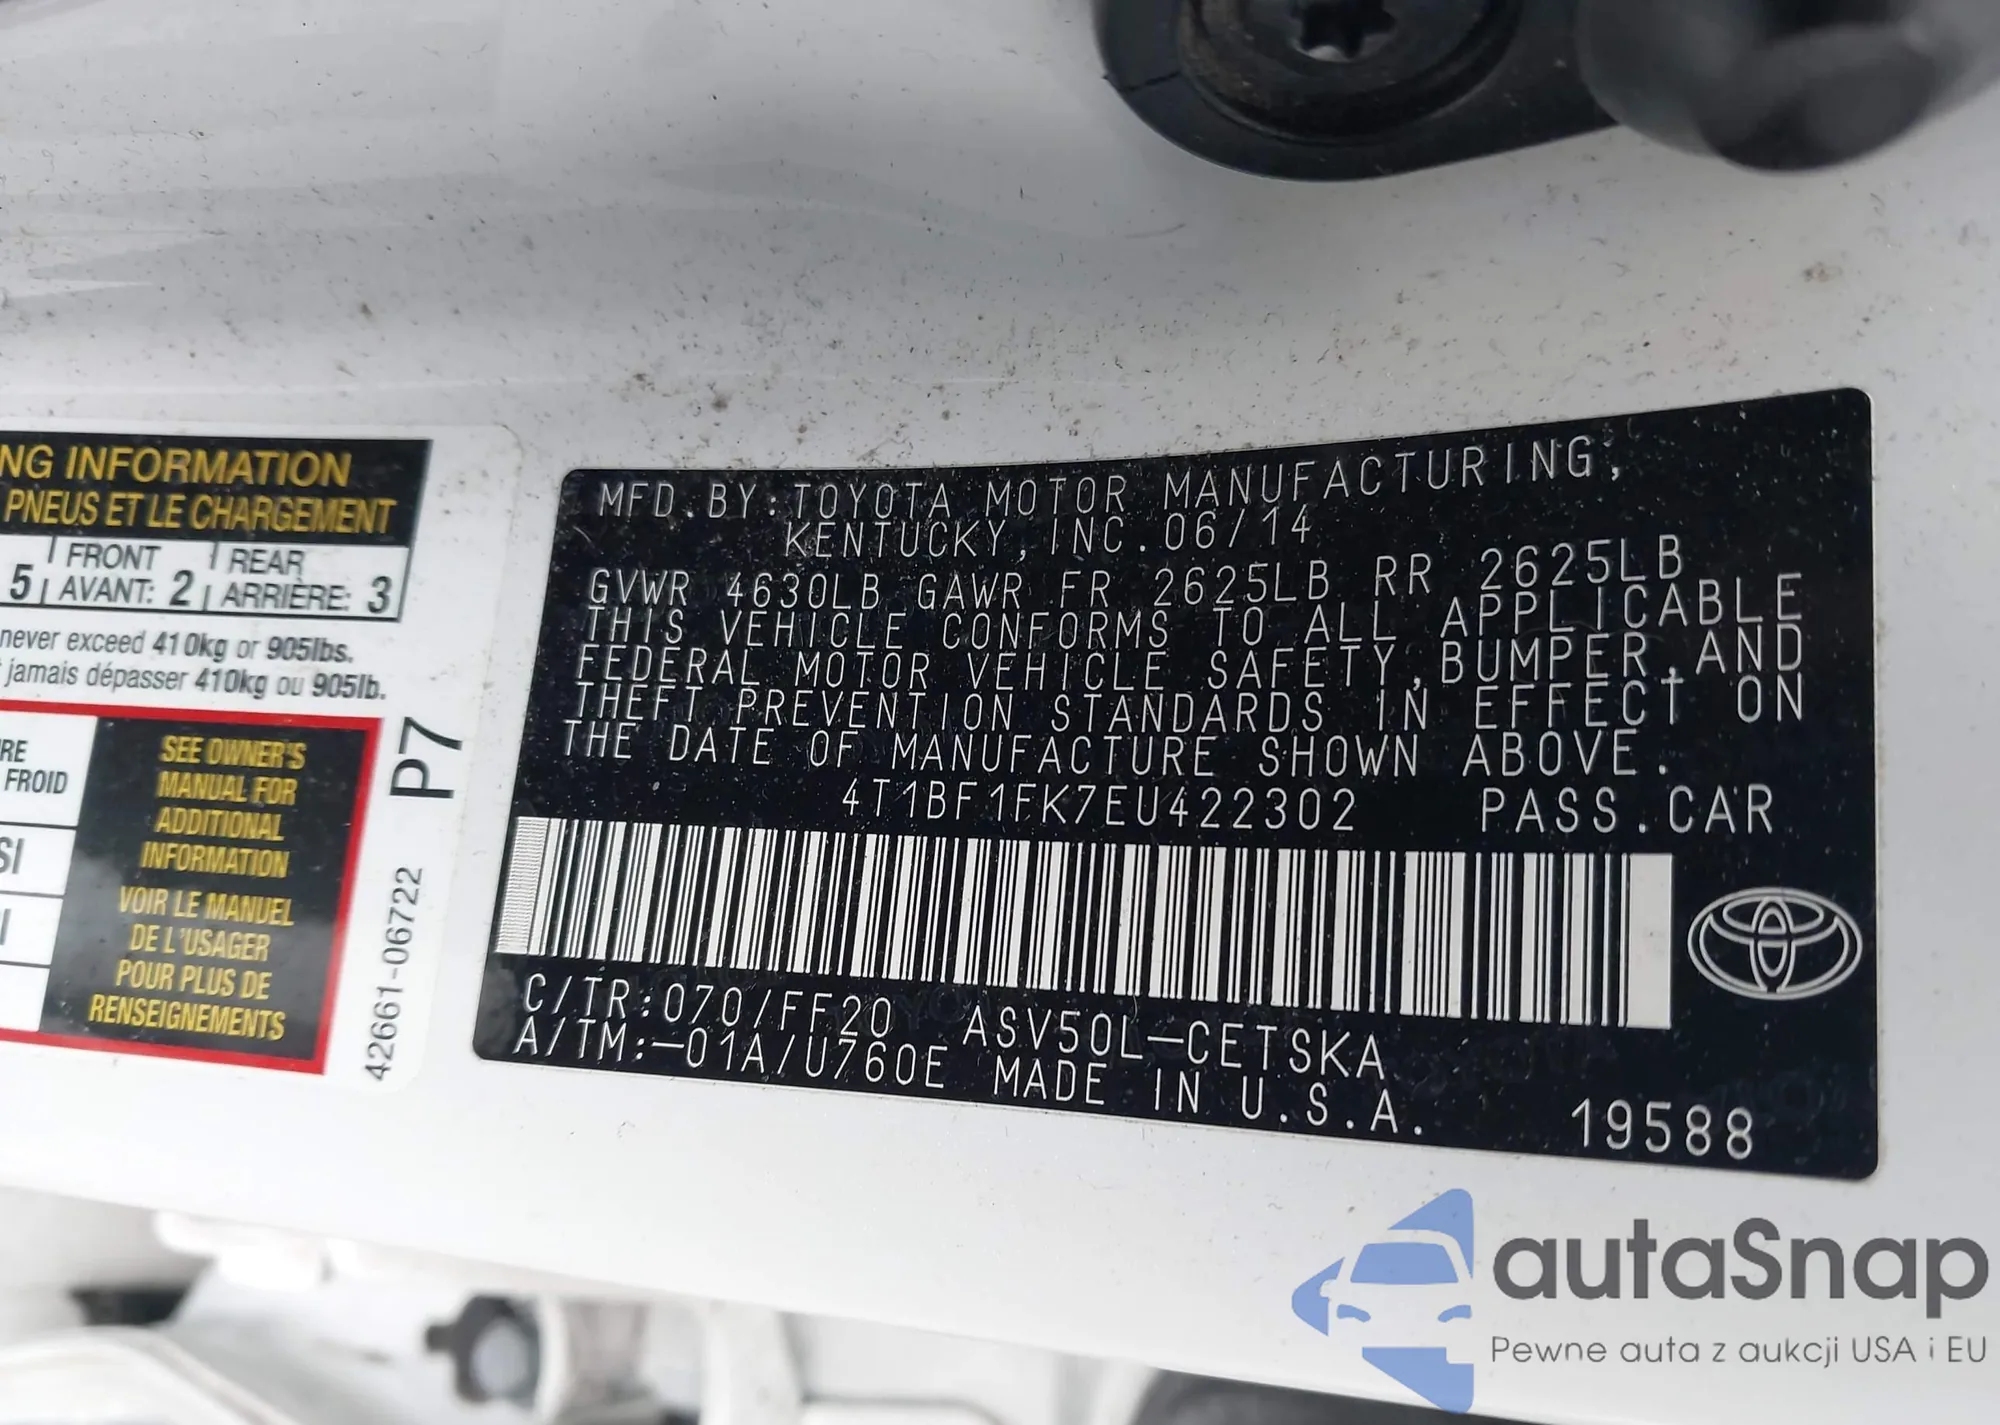 NG INFORMATION
PNEUS ET LE CHARGEMENT
FRONT REAR
5 AVANT: 2 ARRIÈRE: 3
never exceed 410kg or 905lbs.
jamais dépasser 410kg ou 905lb.
RE
FROID
SI
SEE OWNER'S
MANUAL FOR
ADDITIONAL
INFORMATION
VOIR LE MANUEL
DE L'USAGER
POUR PLUS DE
RENSEIGNEMENTS
P7
42661-06722
MFD.BY:TOYOTA MOTOR MANUFACTURING,
KENTUCKY,INC.06/14
GVWR 4630LB GAWR FR 2625LB RR 2625LB
THIS VEHICLE CONFORMS TO ALL APPLICABLE
FEDERAL MOTOR VEHICLE SAFETY,BUMPER,AND
THEFT PREVENTION STANDARDS IN EFFECT ON
THE DATE OF MANUFACTURE SHOWN ABOVE.
4T1BF1FK7EU422302 PASS.CAR
C/TR:070/FF20 ASV50L-CETSKA
A/TM:-01A/U760E MADE IN U.S.A.
19588
autaSnap
Pewne auta z aukcji USA i EU